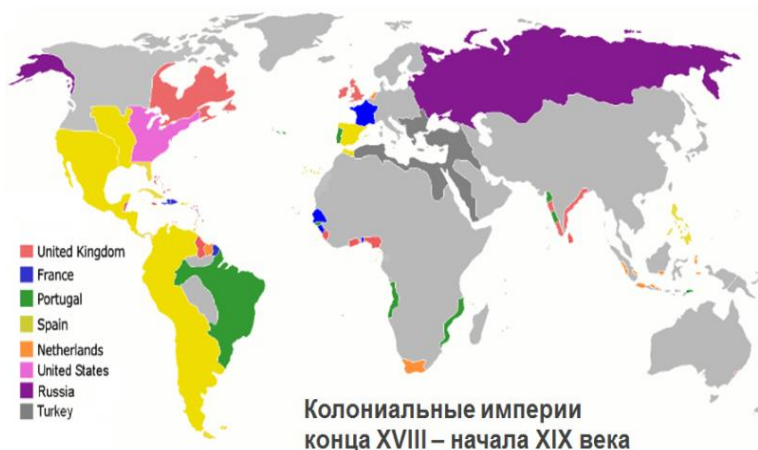 United Kingdom
France
Portugal
Spain
Netherlands
United States
Russia
Turkey
Колониальные империи
конца XVIII – начала XIX века